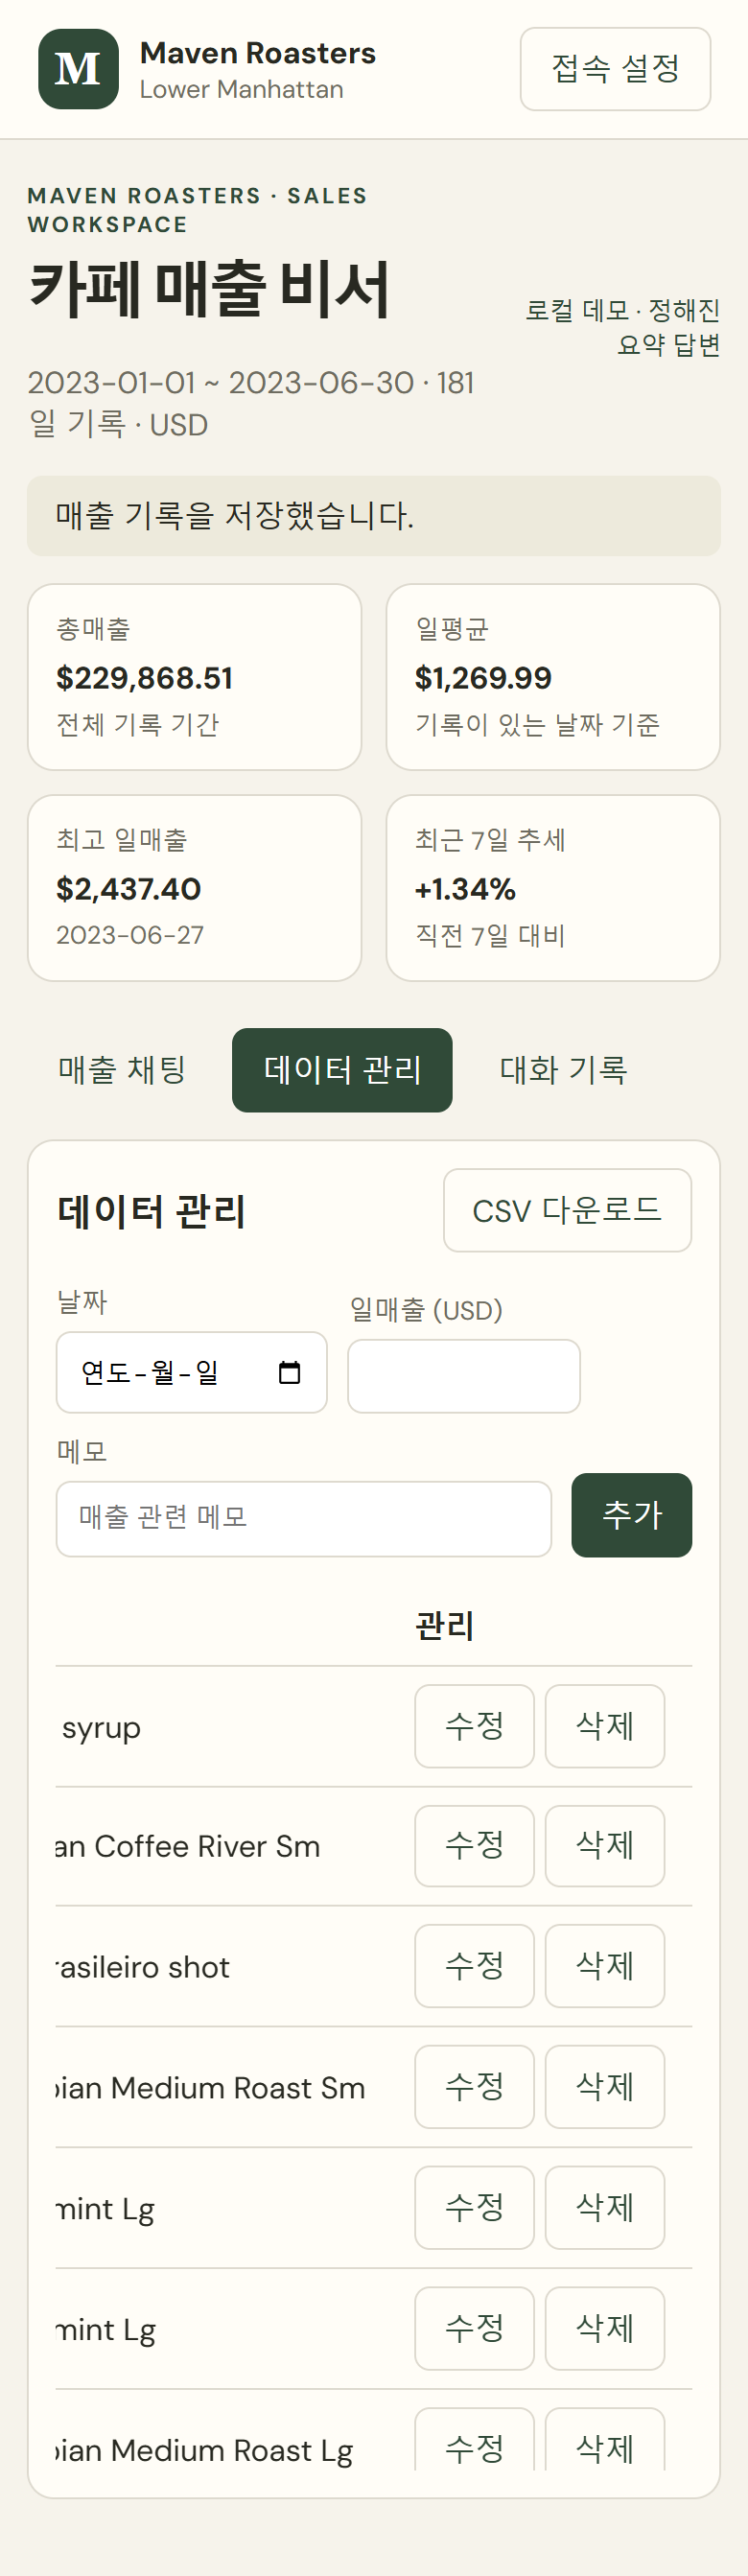 M
Maven Roasters
Lower Manhattan
접속 설정
MAVEN ROASTERS · SALES
WORKSPACE
카페 매출 비서
로컬 데모 · 정해진
요약 답변
2023-01-01 ~ 2023-06-30 · 181
일 기록 · USD
매출 기록을 저장했습니다.
총매출
$229,868.51
전체 기록 기간
일평균
$1,269.99
기록이 있는 날짜 기준
최고 일매출
$2,437.40
2023-06-27
최근 7일 추세
+1.34%
직전 7일 대비
매출 채팅
데이터 관리
대화 기록
데이터 관리
CSV 다운로드
날짜
일매출 (USD)
연도-월-일
메모
매출 관련 메모
추가
관리
syrup
수정
삭제
an Coffee River Sm
수정
삭제
rasileiro shot
수정
삭제
bian Medium Roast Sm
수정
삭제
mint Lg
수정
삭제
mint Lg
수정
삭제
bian Medium Roast Lg
수정
삭제